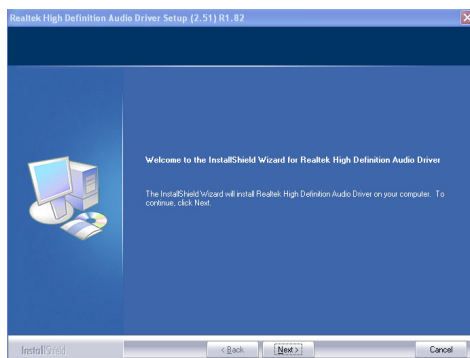 Realtek High Definition Audio Driver Setup (2.51) R1.82
Welcome to the InstallShield Wizard for Realtek High Definition Audio Driver
The InstallShield Wizard will install Realtek High Definition Audio Driver on your computer. To
continue, click Next.
InstallShield
< Back
Next >
Cancel